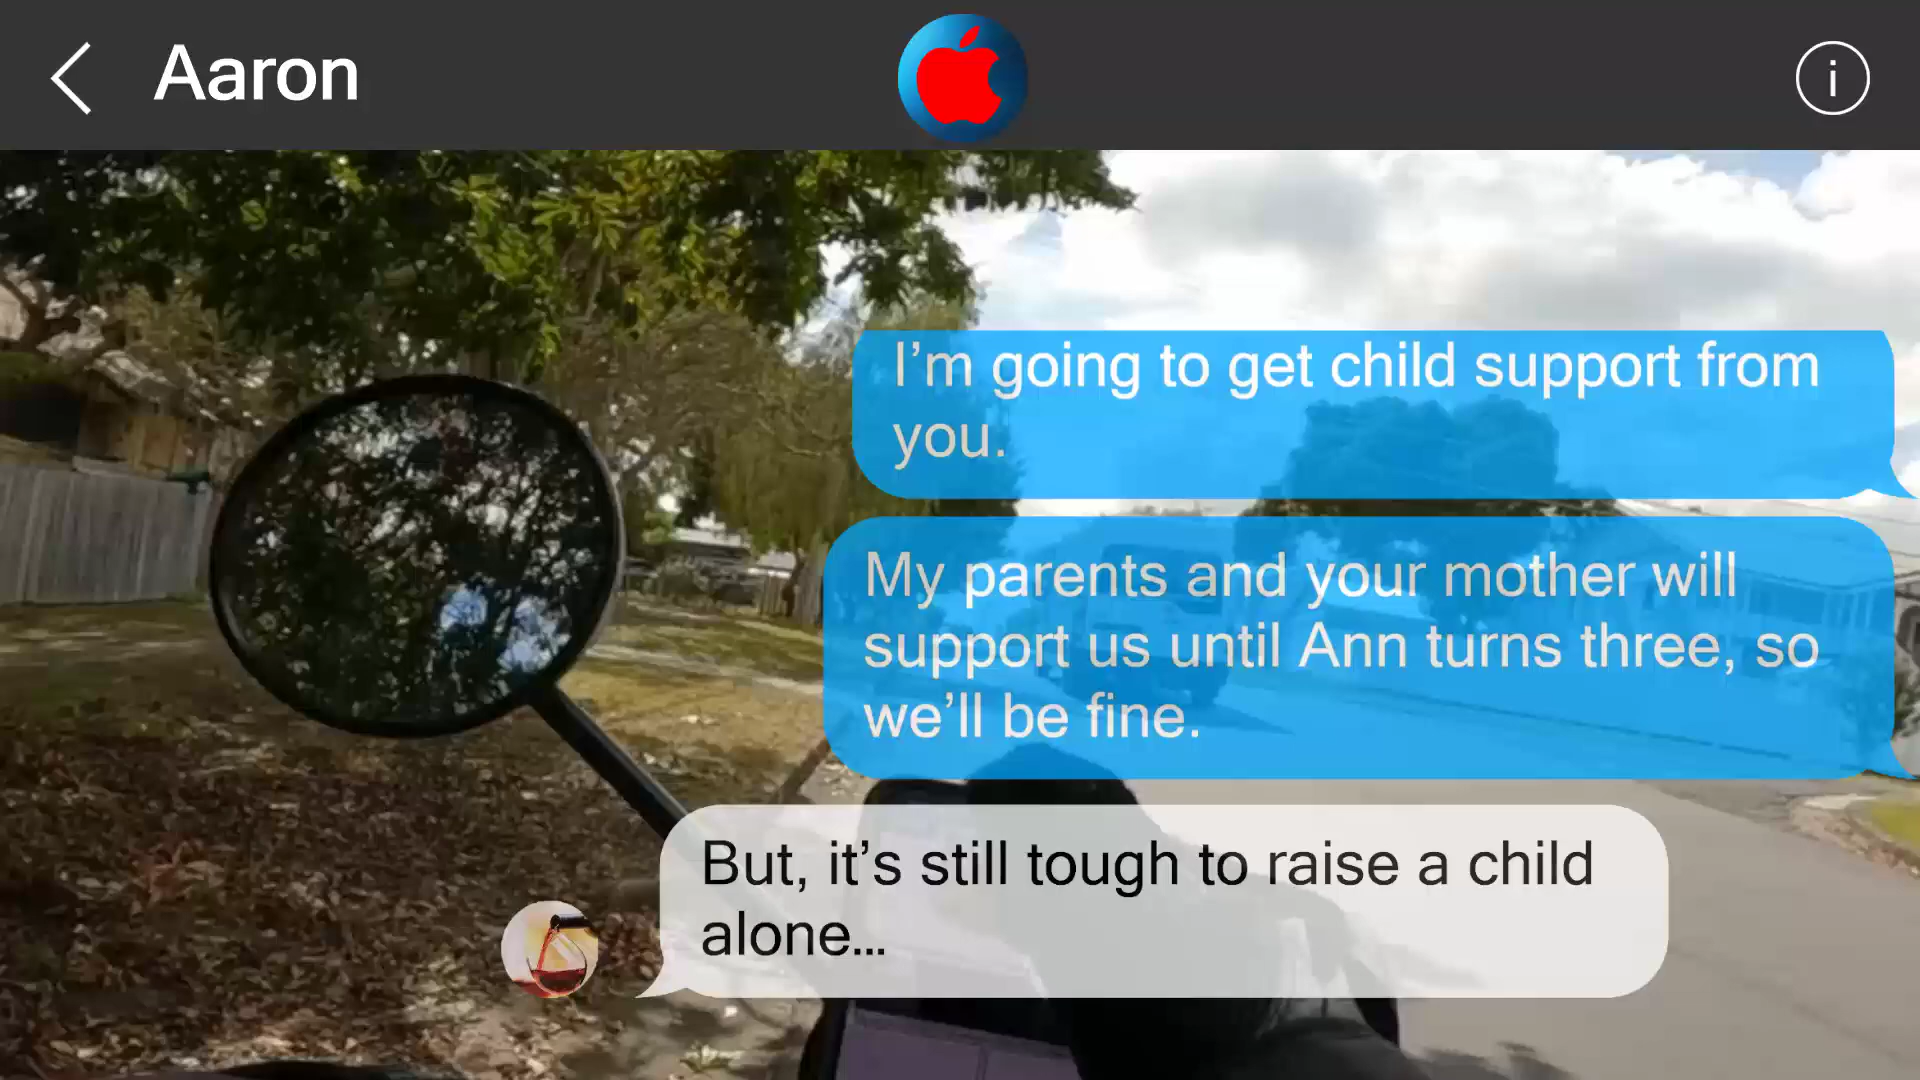 Aaron
i
I’m going to get child support from
you.
My parents and your mother will
support us until Ann turns three, so
we’ll be fine.
But, it’s still tough to raise a child
alone...